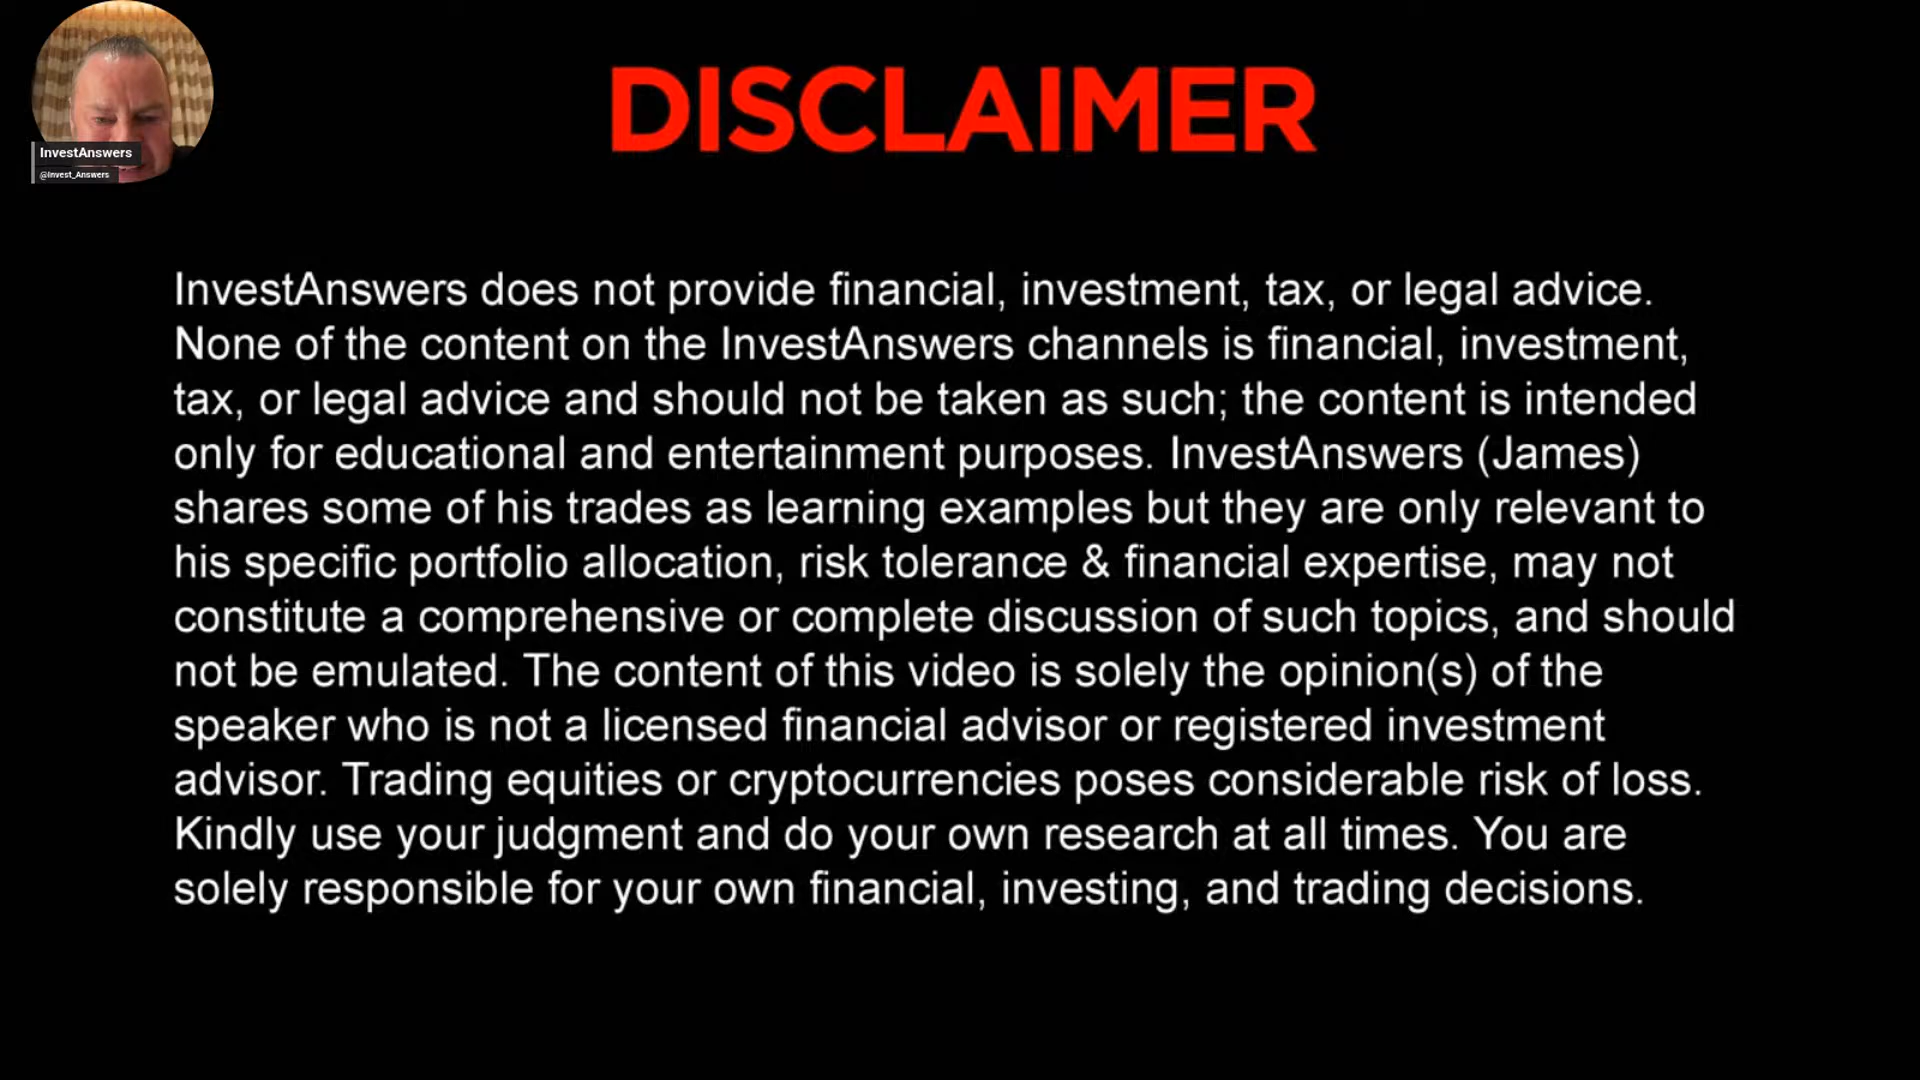 InvestAnswers
@Invest_Answers
DISCLAIMER
InvestAnswers does not provide financial, investment, tax, or legal advice.
None of the content on the InvestAnswers channels is financial, investment,
tax, or legal advice and should not be taken as such; the content is intended
only for educational and entertainment purposes. InvestAnswers (James)
shares some of his trades as learning examples but they are only relevant to
his specific portfolio allocation, risk tolerance & financial expertise, may not
constitute a comprehensive or complete discussion of such topics, and should
not be emulated. The content of this video is solely the opinion(s) of the
speaker who is not a licensed financial advisor or registered investment
advisor. Trading equities or cryptocurrencies poses considerable risk of loss.
Kindly use your judgment and do your own research at all times. You are
solely responsible for your own financial, investing, and trading decisions.